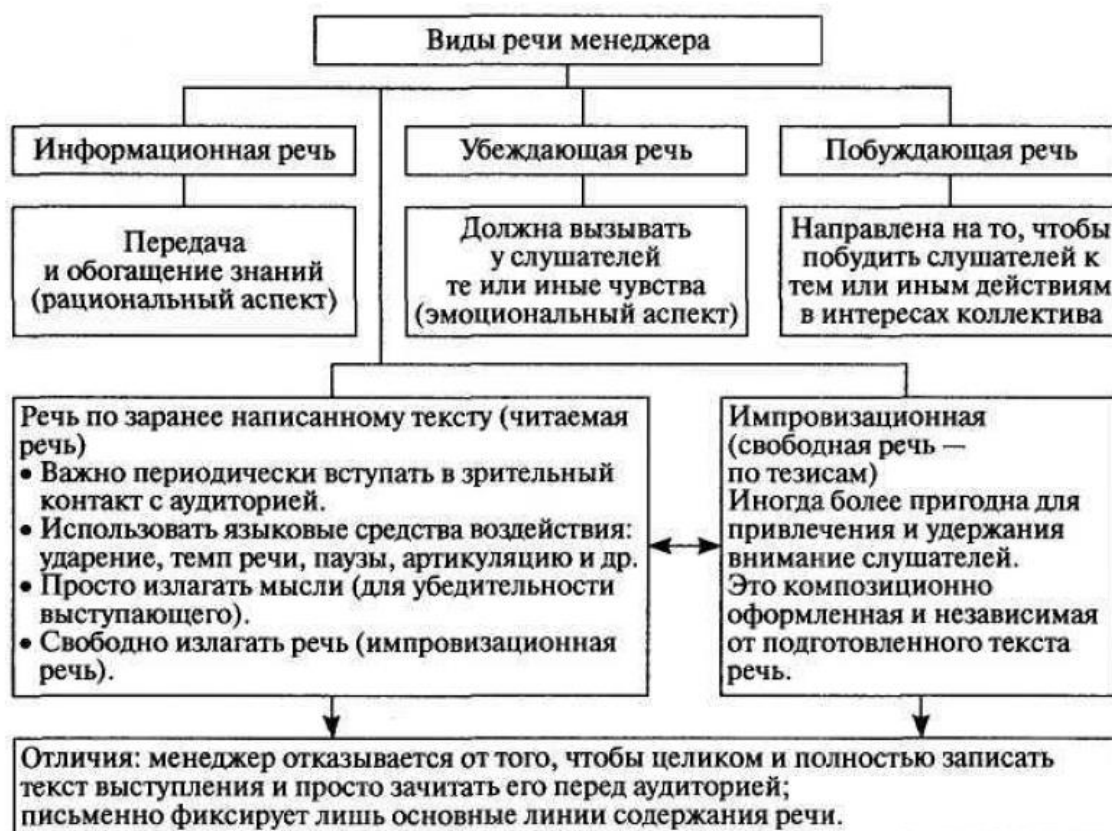 Виды речи менеджера
Информационная речь
Убеждающая речь
Побуждающая речь
Передача
и обогащение знаний
(рациональный аспект)
Должна вызывать
у слушателей
те или иные чувства
(эмоциональный аспект)
Направлена на то, чтобы
побудить слушателей к
тем или иным действиям
в интересах коллектива
Речь по заранее написанному тексту (читаемая
речь)
• Важно периодически вступать в зрительный
контакт с аудиторией.
• Использовать языковые средства воздействия:
ударение, темп речи, паузы, артикуляцию и др.
• Просто излагать мысли (для убедительности
выступающего).
• Свободно излагать речь (импровизационная
речь).
Импровизационная
(свободная речь —
по тезисам)
Иногда более пригодна для
привлечения и удержания
внимание слушателей.
Это композиционно
оформленная и независимая
от подготовленного текста
речь.
Отличия: менеджер отказывается от того, чтобы целиком и полностью записать
текст выступления и просто зачитать его перед аудиторией;
письменно фиксирует лишь основные линии содержания речи.